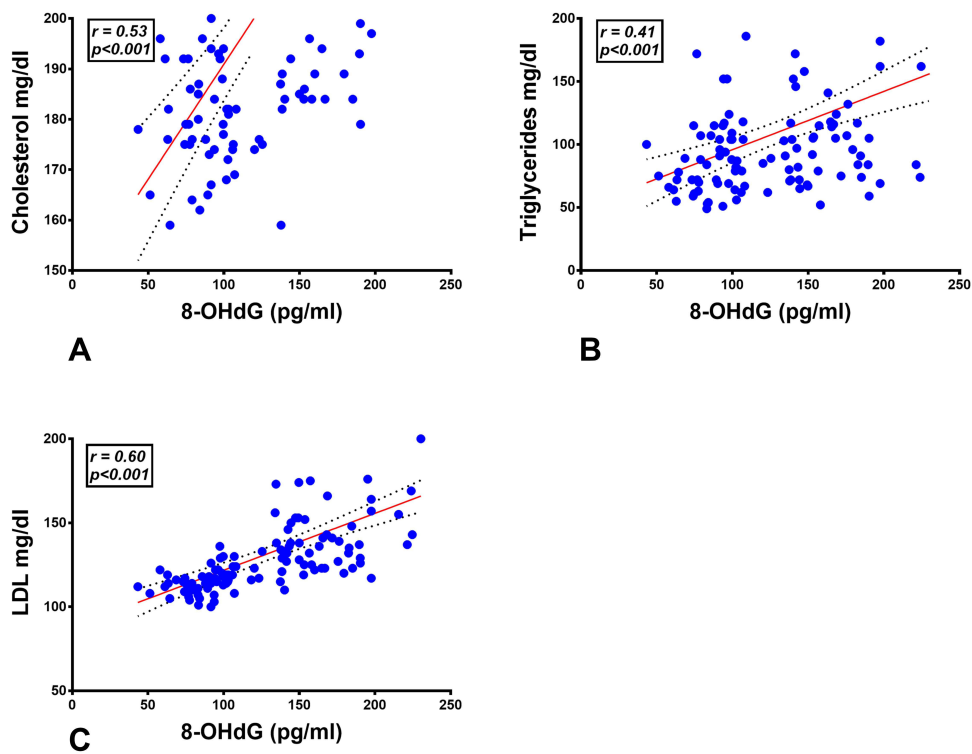 r = 0.53
p<0.001
Cholesterol mg/dl
200
190
180
170
160
150
0
50
100
150
200
250
8-OHdG (pg/ml)
A
r = 0.41
p<0.001
Triglycerides mg/dl
200
150
100
50
0
0
50
100
150
200
250
8-OHdG (pg/ml)
B
r = 0.60
p<0.001
LDL mg/dl
200
150
100
50
0
50
100
150
200
250
8-OHdG (pg/ml)
C